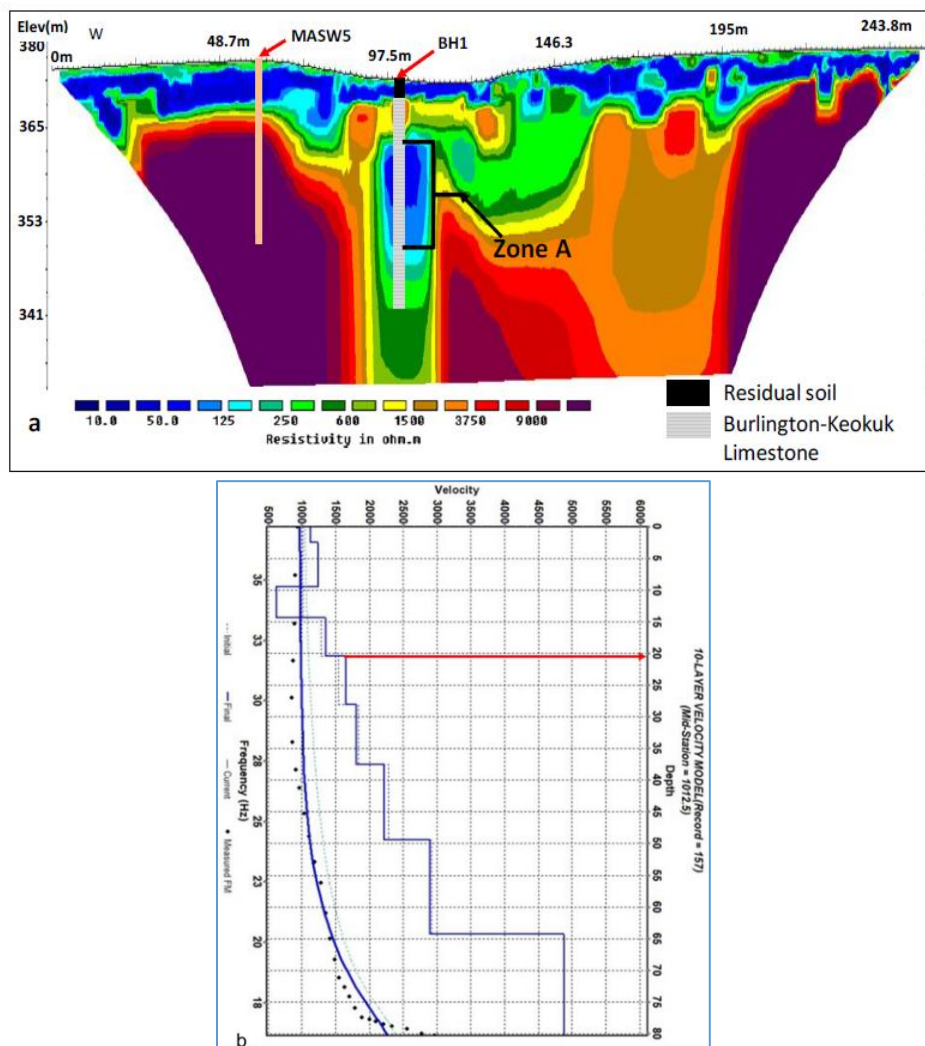 Elev(m) W MASW5 BH1
380 0m 48.7m 97.5m 146.3 195m 243.8m
365
353
341
Zone A
10.0 50.0 125 250 600 1500 3750 9000
Resistivity in ohm.m
a
Residual soil
Burlington-Keokuk
Limestone
Velocity
500 1000 1500 2000 2500 3000 3500 4000 4500 5000 5500 6000
0
5
10
15
20
25
30
35
40
45
50
55
60
65
70
75
80
Depth
10-LAYER VELOCITY MODEL(Record = 157)
(Mid-Station = 1012.5)
35
33
30
28
25
23
20
18
Frequency (Hz)
Initial Final Current Measured FM
b